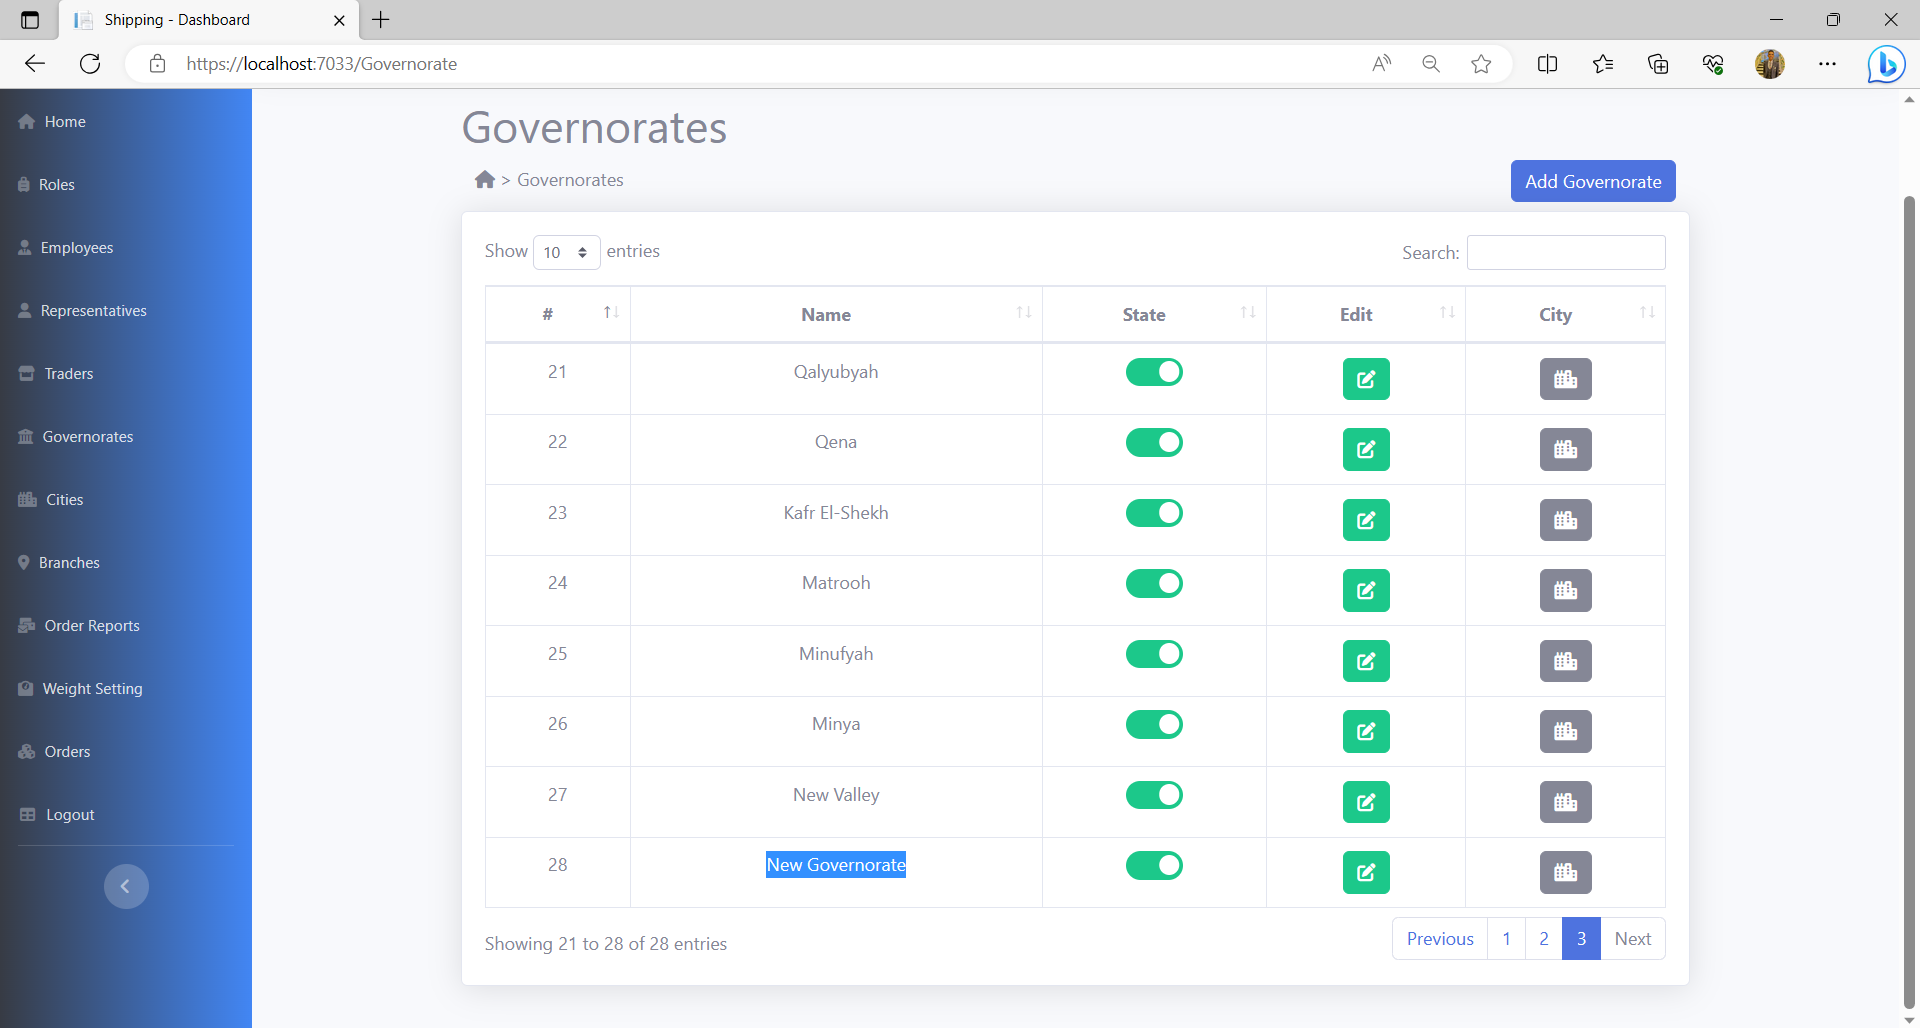 Shipping - Dashboard
https://localhost:7033/Governorate
Home
Roles
Employees
Representatives
Traders
Governorates
Cities
Branches
Order Reports
Weight Setting
Orders
Logout
Governorates
> Governorates
Add Governorate
Show 10 entries
Search:
# Name State Edit City
21 Qalyubyah
22 Qena
23 Kafr El-Shekh
24 Matrooh
25 Minufyah
26 Minya
27 New Valley
28 New Governorate
Showing 21 to 28 of 28 entries
Previous 1 2 3 Next